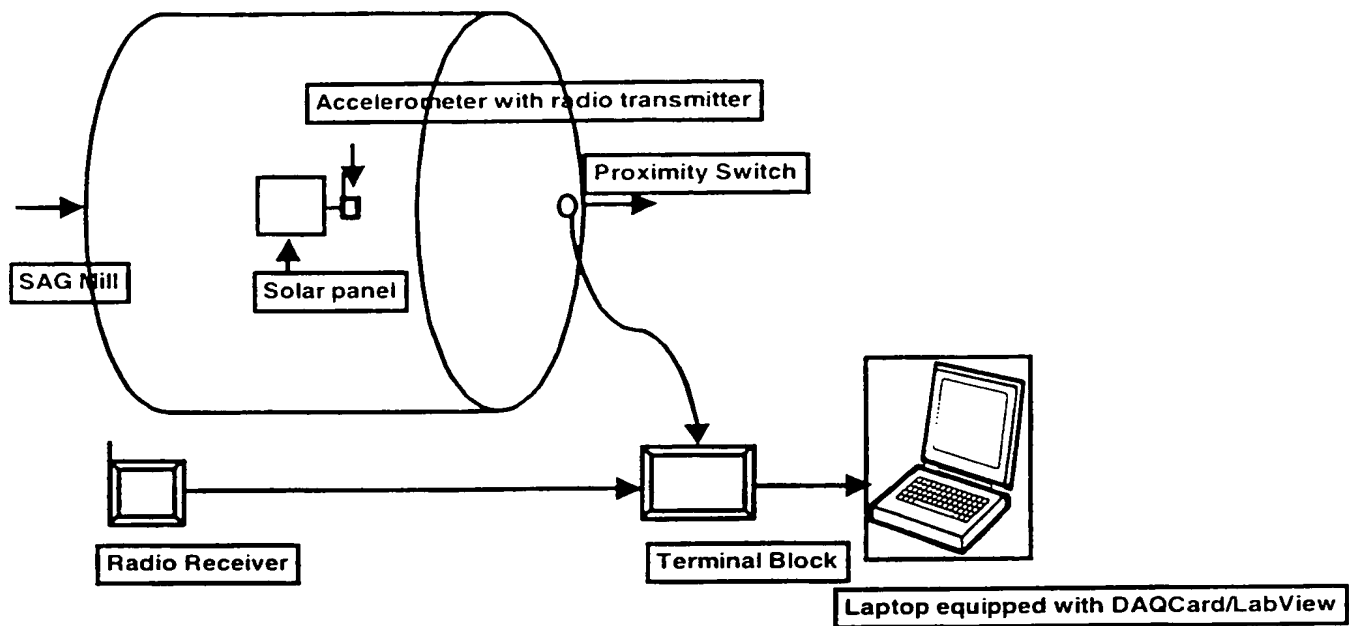 Accelerometer with radio transmitter
Proximity Switch
SAG Mill
Solar panel
Radio Receiver
Terminal Block
Laptop equipped with DAQCard/LabView